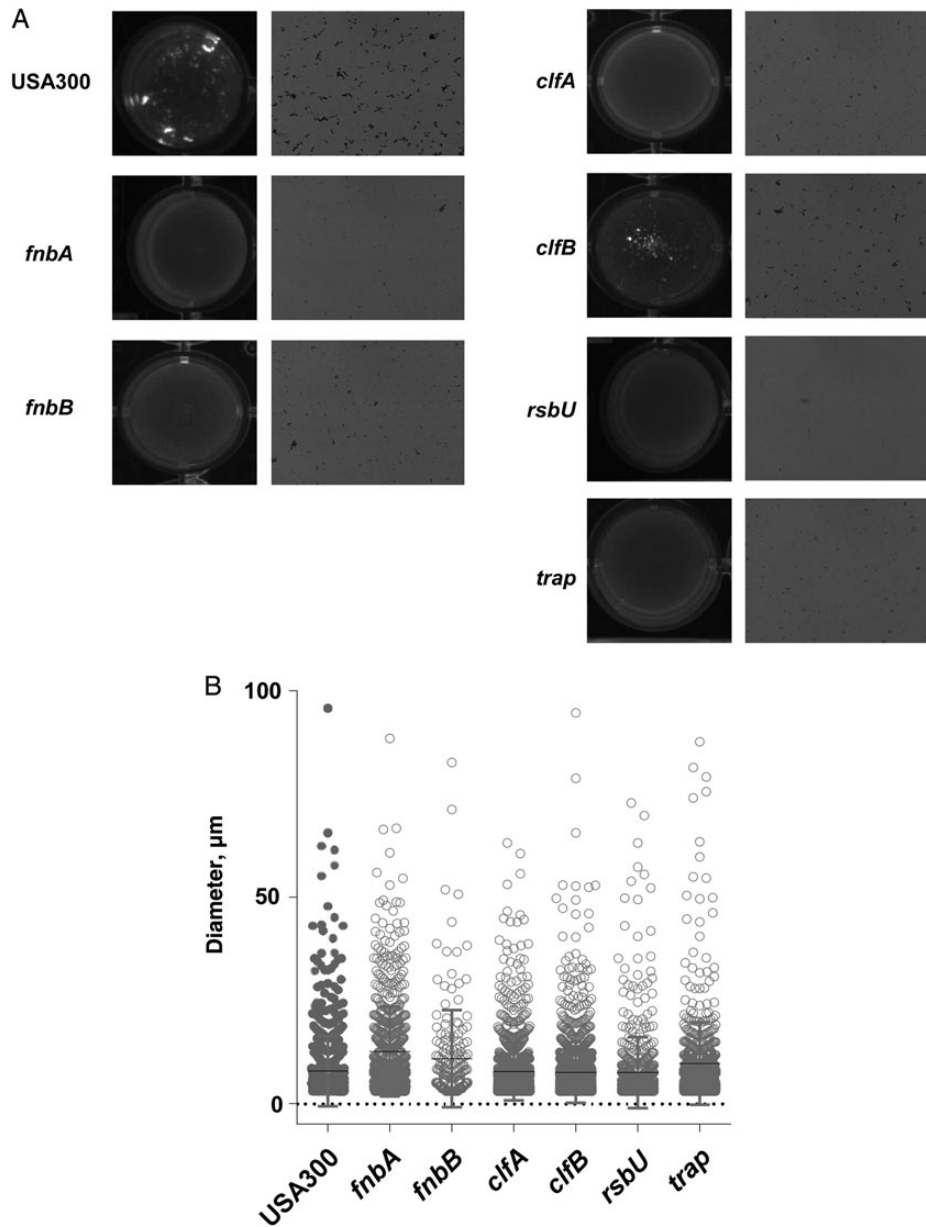 A
USA300
fnbA
fnbB
clfA
clfB
rsbU
trap
B
Diameter, µm
100
50
0
USA300
fnbA
fnbB
clfA
clfB
rsbU
trap